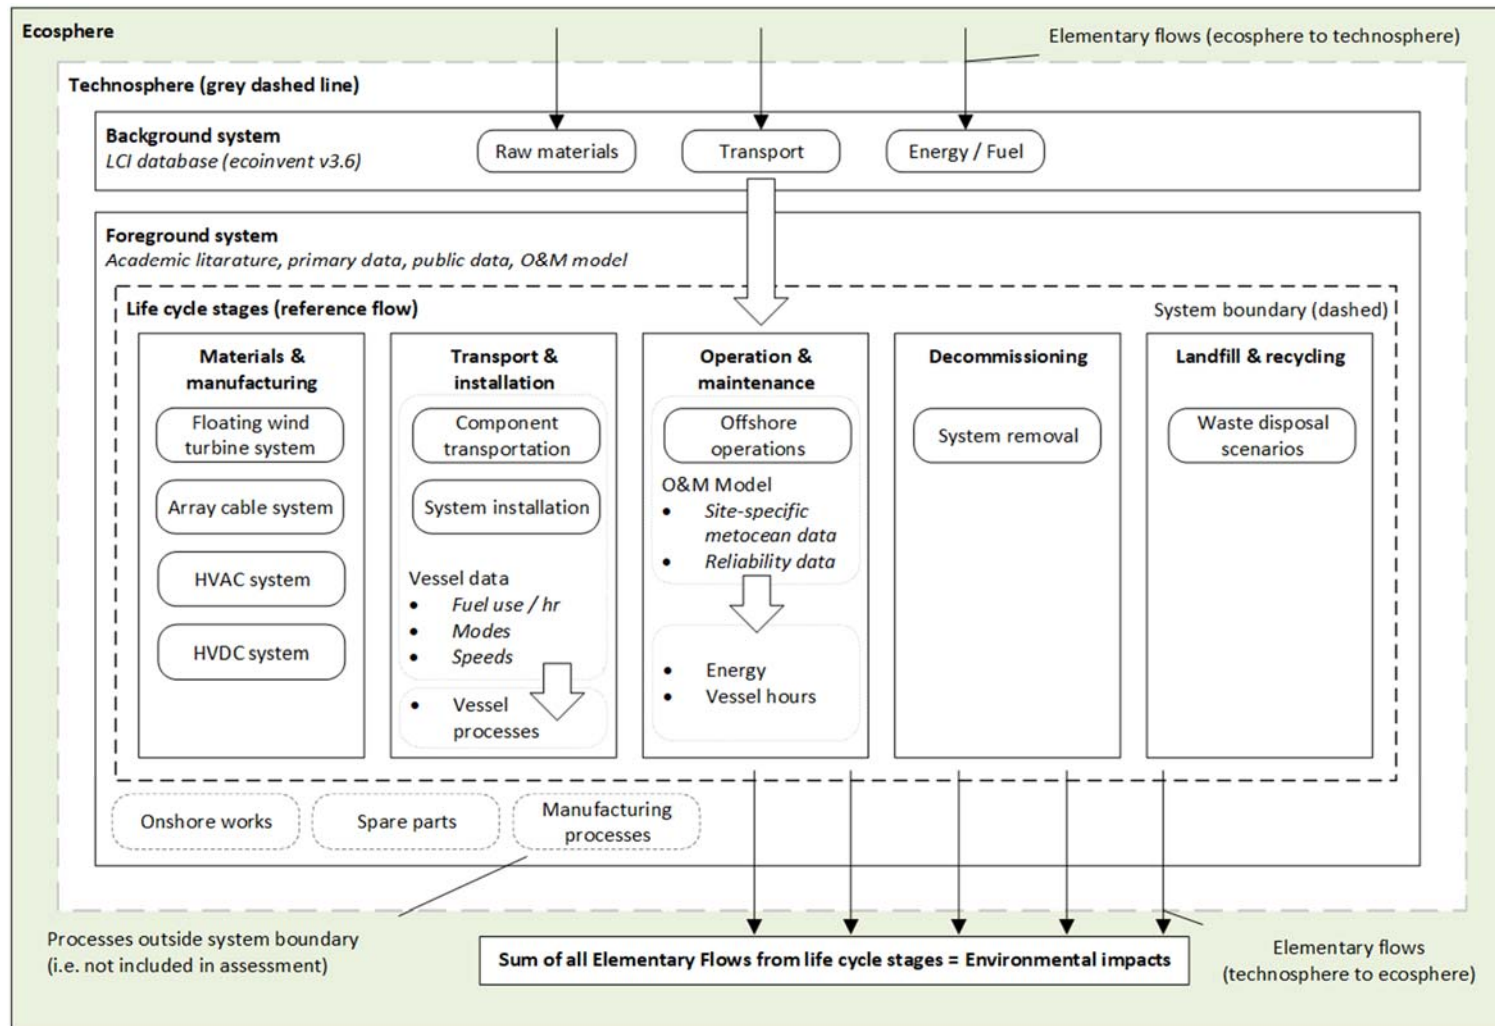 Ecosphere
Elementary flows (ecosphere to technosphere)
Technosphere (grey dashed line)
Background system
LCI database (ecoinvent v3.6)
Raw materials
Transport
Energy / Fuel
Foreground system
Academic litarature, primary data, public data, O&M model
Life cycle stages (reference flow)
System boundary (dashed)
Materials &
manufacturing
Floating wind
turbine system
Array cable system
HVAC system
HVDC system
Transport &
installation
Component
transportation
System installation
Vessel data
• Fuel use / hr
• Modes
• Speeds
• Vessel
processes
Operation &
maintenance
Offshore
operations
O&M Model
• Site-specific
metocean data
• Reliability data
• Energy
• Vessel hours
Decommissioning
System removal
Landfill & recycling
Waste disposal
scenarios
Onshore works
Spare parts
Manufacturing
processes
Processes outside system boundary
(i.e. not included in assessment)
Sum of all Elementary Flows from life cycle stages = Environmental impacts
Elementary flows
(technosphere to ecosphere)